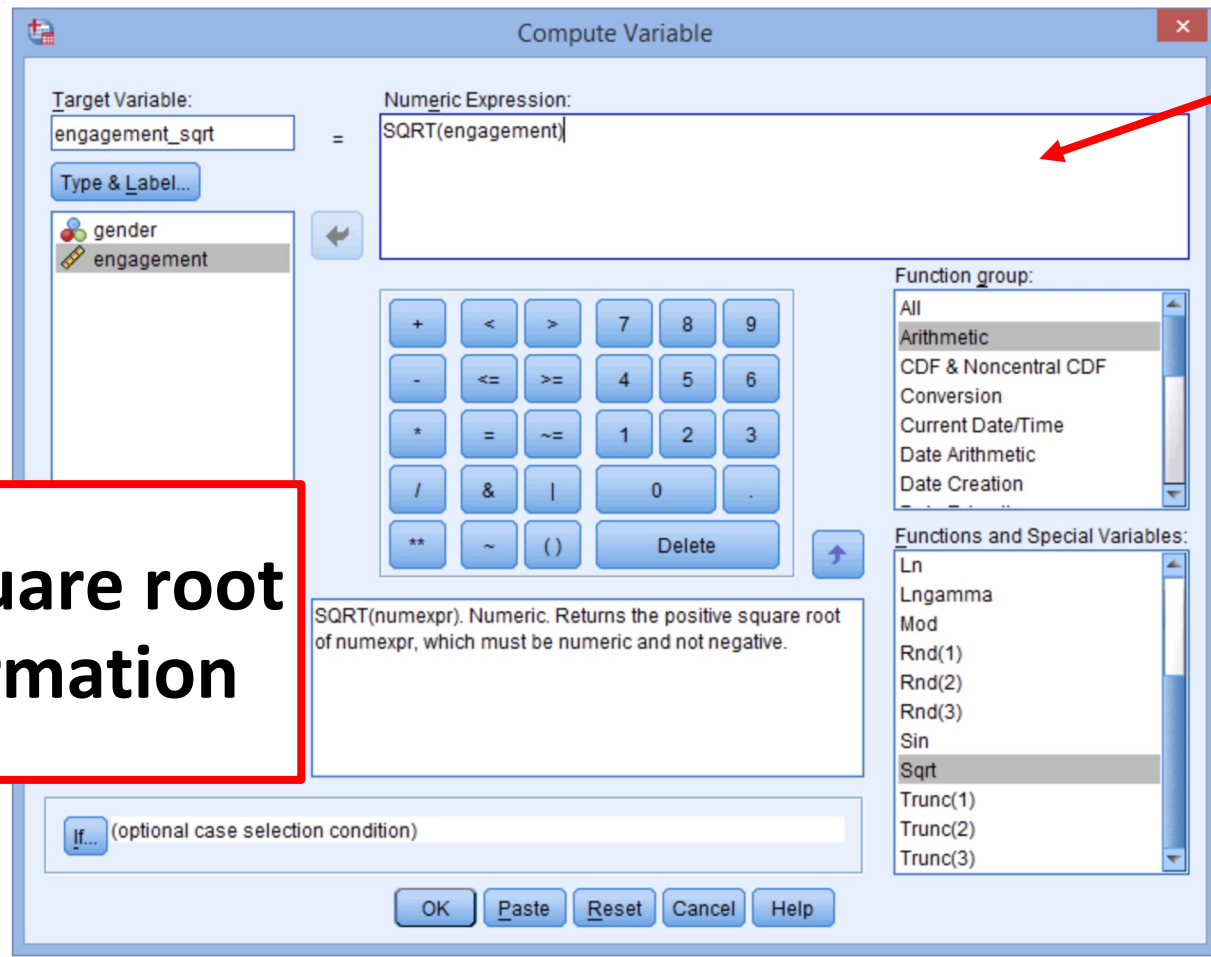 Compute Variable
Target Variable:
engagement_sqrt
Type & Label...
gender
engagement
=
Numeric Expression:
SQRT(engagement)
+ < > 7 8 9
- <= >= 4 5 6
* = ~= 1 2 3
/ & | 0 .
** ~ ( ) Delete
Function group:
All
Arithmetic
CDF & Noncentral CDF
Conversion
Current Date/Time
Date Arithmetic
Date Creation
Functions and Special Variables:
Ln
Lngamma
Mod
Rnd(1)
Rnd(2)
Rnd(3)
Sin
Sqrt
Trunc(1)
Trunc(2)
Trunc(3)
uare root
rmation
SQRT(numexpr). Numeric. Returns the positive square root
of numexpr, which must be numeric and not negative.
If... (optional case selection condition)
OK Paste Reset Cancel Help